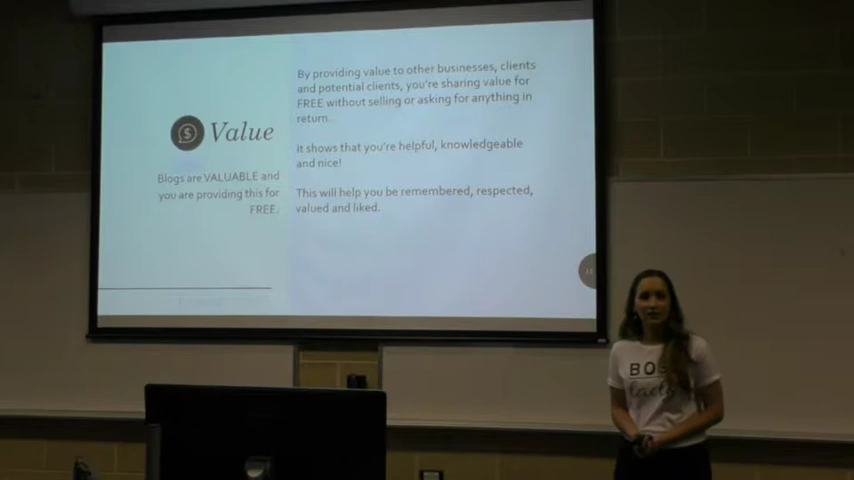 Value
Blogs are VALUABLE and
you are providing this for
FREE.
By providing value to other businesses, clients
and potential clients, you're sharing value for
FREE without selling or asking for anything in
return.
It shows that you're helpful, knowledgeable
and nice!
This will help you be remembered, respected,
valued and liked.